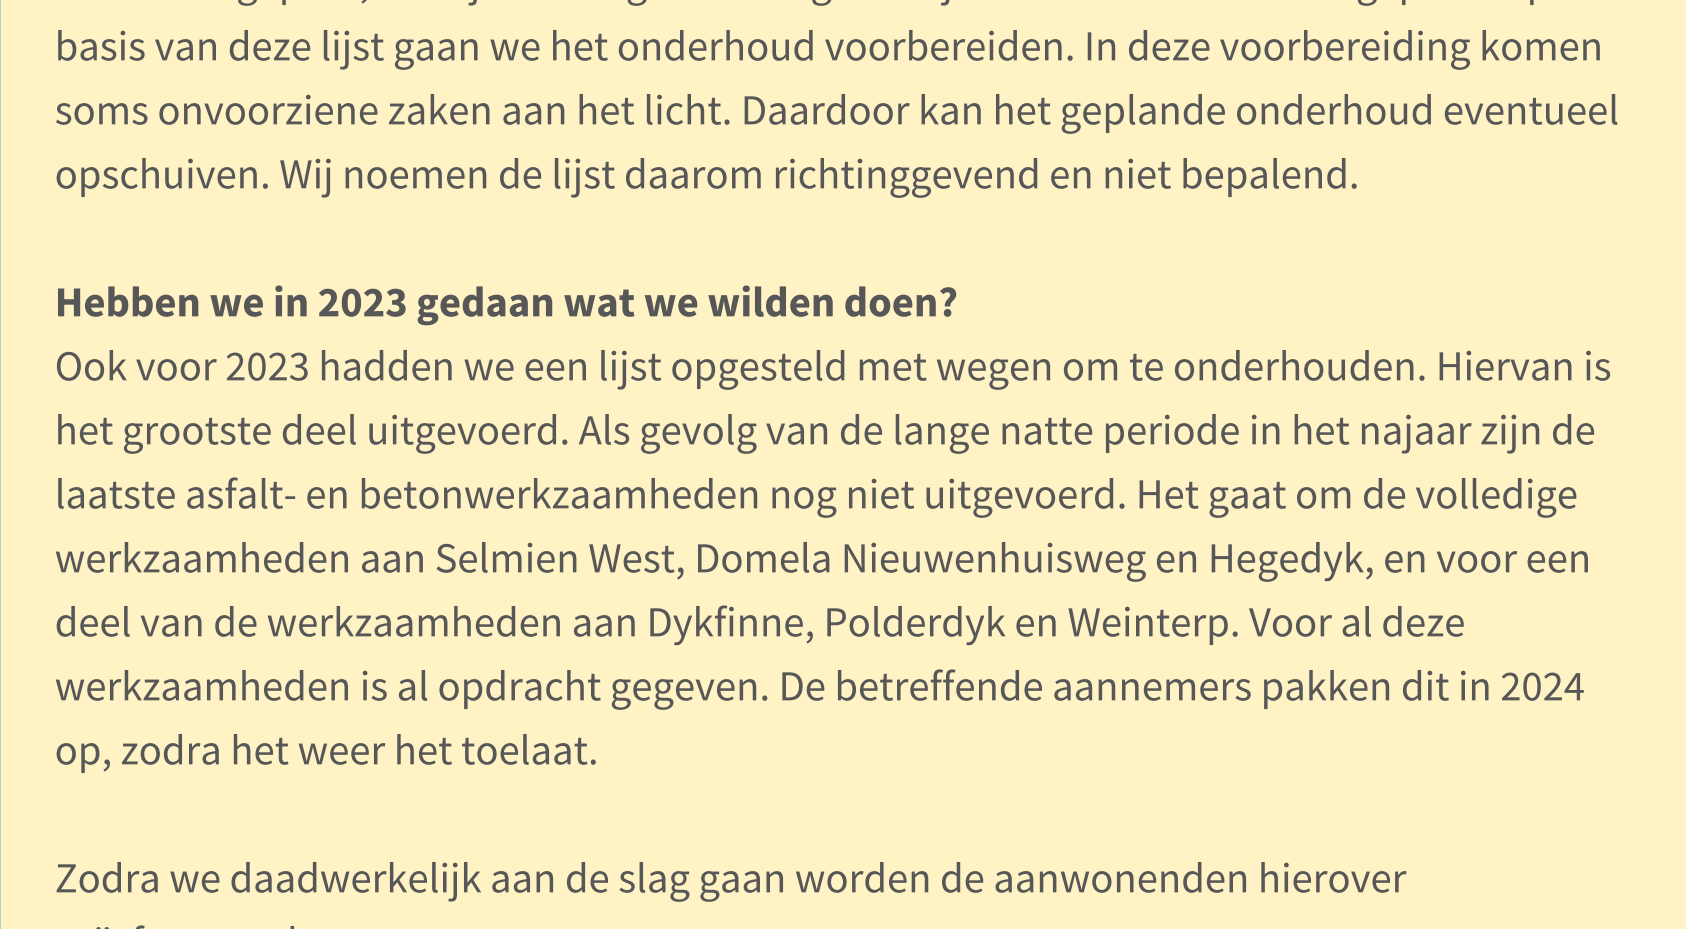 basis van deze lijst gaan we het onderhoud voorbereiden. In deze voorbereiding komen
soms onvoorziene zaken aan het licht. Daardoor kan het geplande onderhoud eventueel
opschuiven. Wij noemen de lijst daarom richtinggevend en niet bepalend.
Hebben we in 2023 gedaan wat we wilden doen?
Ook voor 2023 hadden we een lijst opgesteld met wegen om te onderhouden. Hiervan is
het grootste deel uitgevoerd. Als gevolg van de lange natte periode in het najaar zijn de
laatste asfalt- en betonwerkzaamheden nog niet uitgevoerd. Het gaat om de volledige
werkzaamheden aan Selmien West, Domela Nieuwenhuisweg en Hegedyk, en voor een
deel van de werkzaamheden aan Dykfinne, Polderdyk en Weinterp. Voor al deze
werkzaamheden is al opdracht gegeven. De betreffende aannemers pakken dit in 2024
op, zodra het weer het toelaat.
Zodra we daadwerkelijk aan de slag gaan worden de aanwonenden hierover